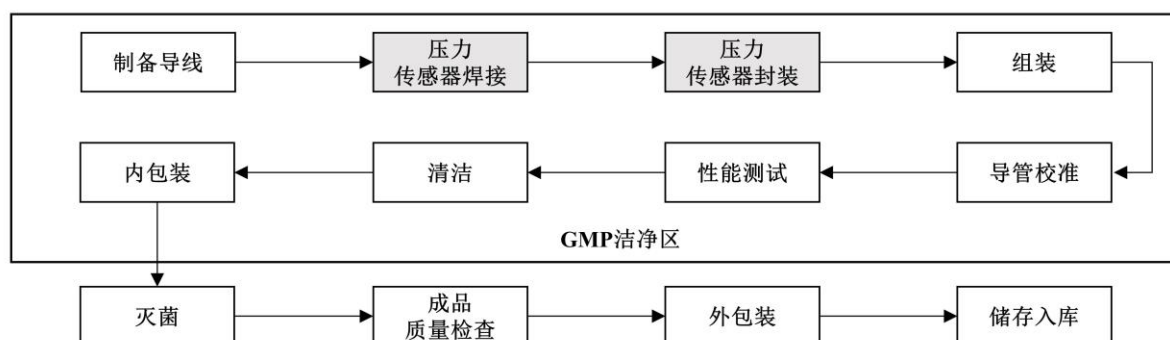 制备导线
压力
传感器焊接
压力
传感器封装
组装
内包装
清洁
性能测试
导管校准
GMP洁净区
灭菌
成品
质量检查
外包装
储存入库